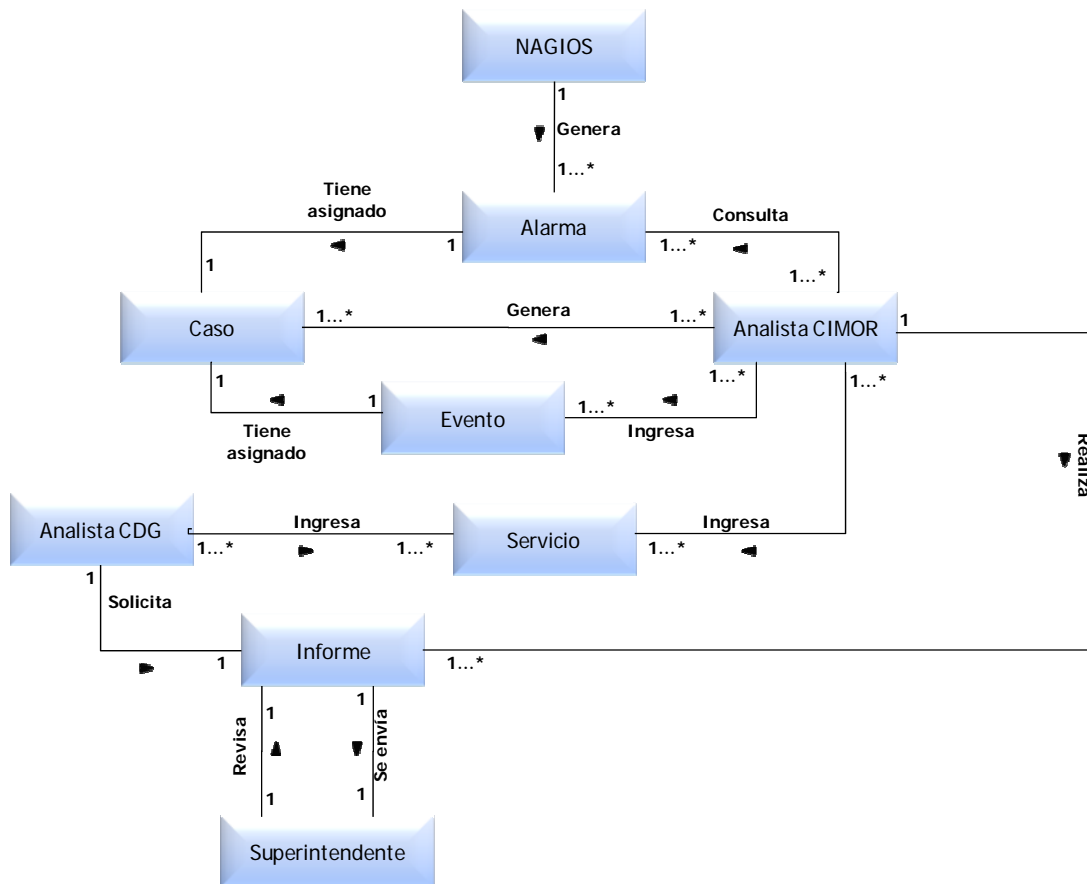 NAGIOS
1
Genera
1...*
Tiene
asignado
Alarma
Consulta
1
1...*
1
1...*
Caso
1...*
Genera
1...*
Analista CIMOR
1
1
1
Evento
1...*
1...*
1...*
Tiene
asignado
Ingresa
Realiza
Analista CDG
Ingresa
Servicio
Ingresa
1...*
1...*
1...*
1
Solicita
Informe
1
1...*
1
1
Revisa
Se envía
1
1
Superintendente